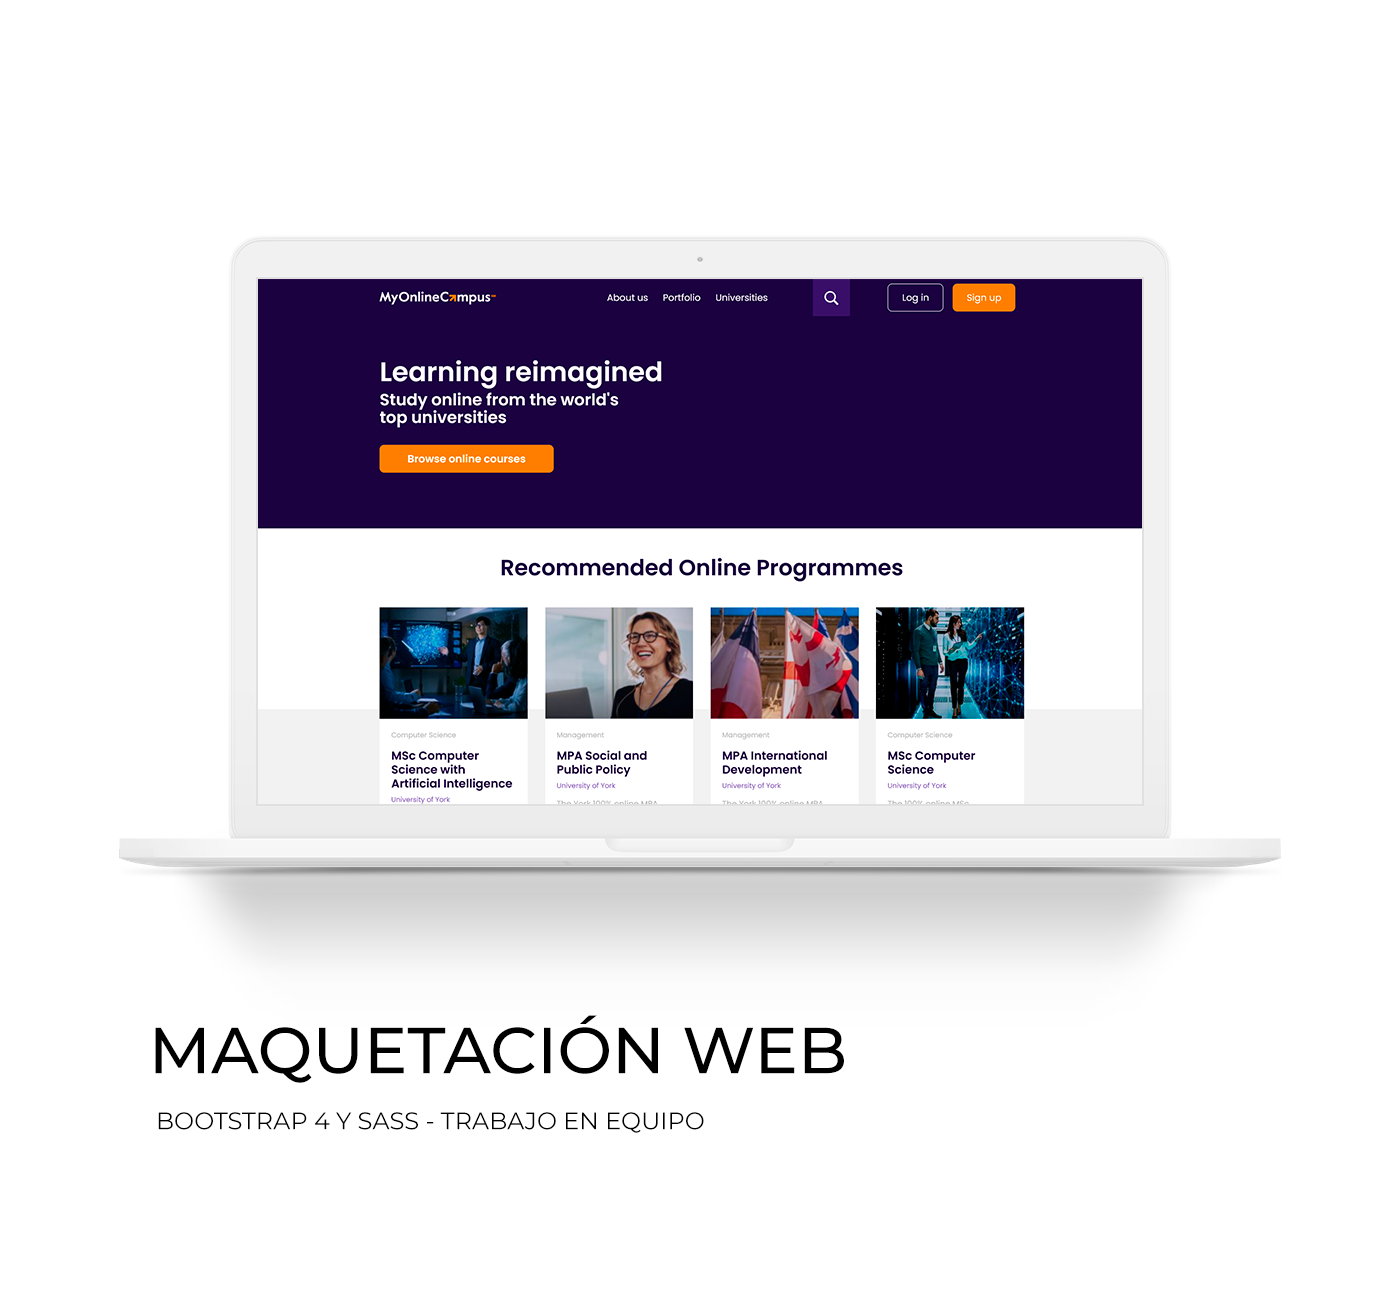 MyOnlineCampus
About us Portfolio Universities Log in Sign up
Learning reimagined
Study online from the world's
top universities
Browse online courses
Recommended Online Programmes
Computer Science
MSc Computer
Science with
Artificial Intelligence
University of York
Management
MPA Social and
Public Policy
University of York
The York 100% online MPA
Management
MPA International
Development
University of York
The York 100% online MPA
Computer Science
MSc Computer
Science
University of York
The 100% online MSc
MAQUETACIÓN WEB
BOOTSTRAP 4 Y SASS - TRABAJO EN EQUIPO